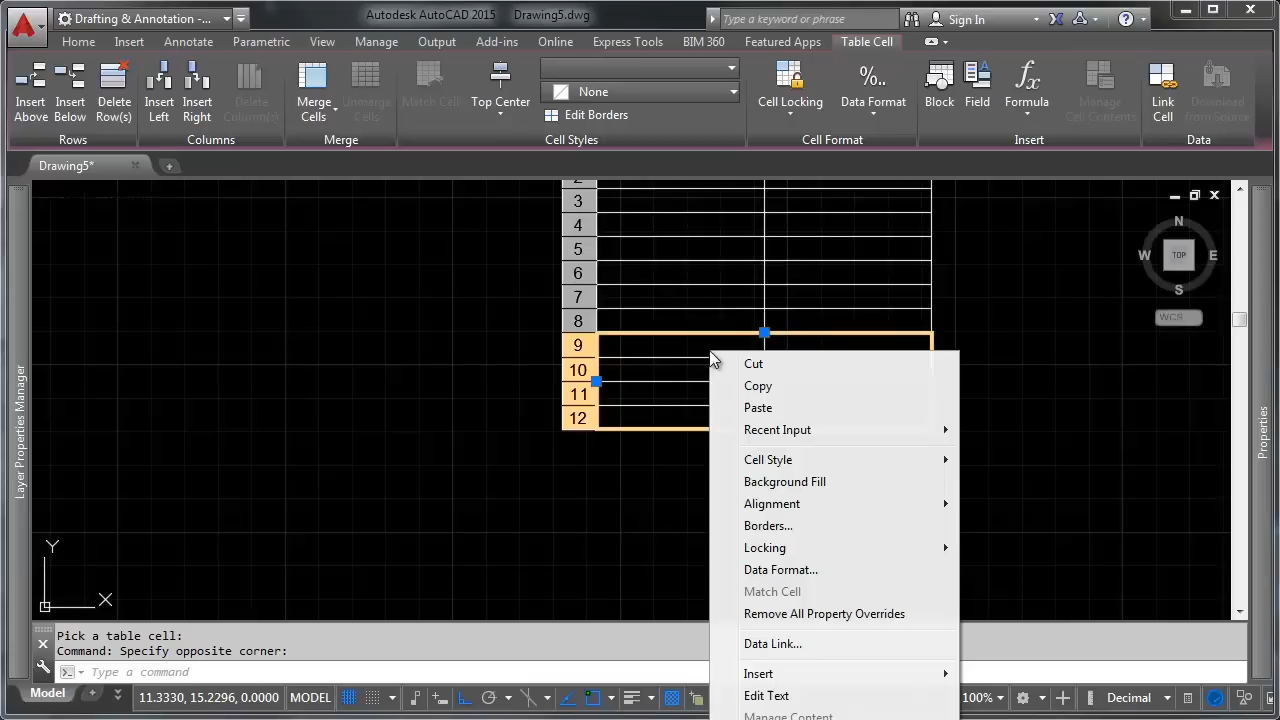 Drafting & Annotation
Autodesk AutoCAD 2015 Drawing5.dwg
Type a keyword or phrase
Sign In
Home Insert Annotate Parametric View Manage Output Add-ins Online Express Tools BIM 360 Featured Apps Table Cell
Insert Above
Insert Below
Delete Row(s)
Insert Left
Insert Right
Delete Column(s)
Merge Cells
Unmerge Cells
Match Cell
Top Center
None
Edit Borders
Cell Locking
Data Format
%..
Block
Field
fx
Formula
Manage Cell Contents
Link Cell
Download from Source
Rows Columns Merge Cell Styles Cell Format Insert Data
Drawing5*
2
3
4
5
6
7
8
9
10
11
12
N
W TOP E
S
WCS
Cut
Copy
Paste
Recent Input
Cell Style
Background Fill
Alignment
Borders...
Locking
Data Format...
Match Cell
Remove All Property Overrides
Data Link...
Insert
Edit Text
Manage Content
Layer Properties Manager
Properties
Y
X
Pick a table cell:
Command: Specify opposite corner:
Type a command
Model
11.3330, 15.2296, 0.0000 MODEL
100%
Decimal